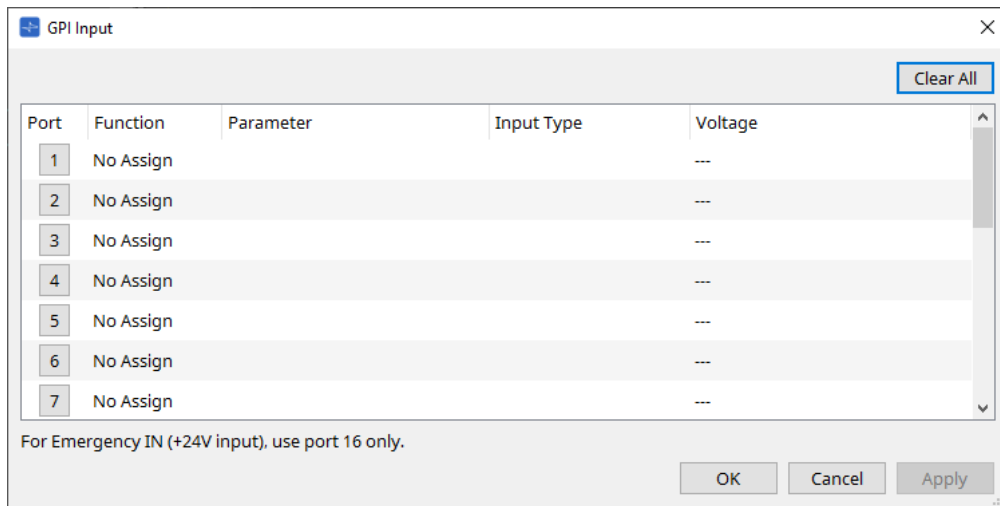 GPI Input
Clear All
Port Function Parameter Input Type Voltage
1 No Assign ---
2 No Assign ---
3 No Assign ---
4 No Assign ---
5 No Assign ---
6 No Assign ---
7 No Assign ---
For Emergency IN (+24V input), use port 16 only.
OK Cancel Apply